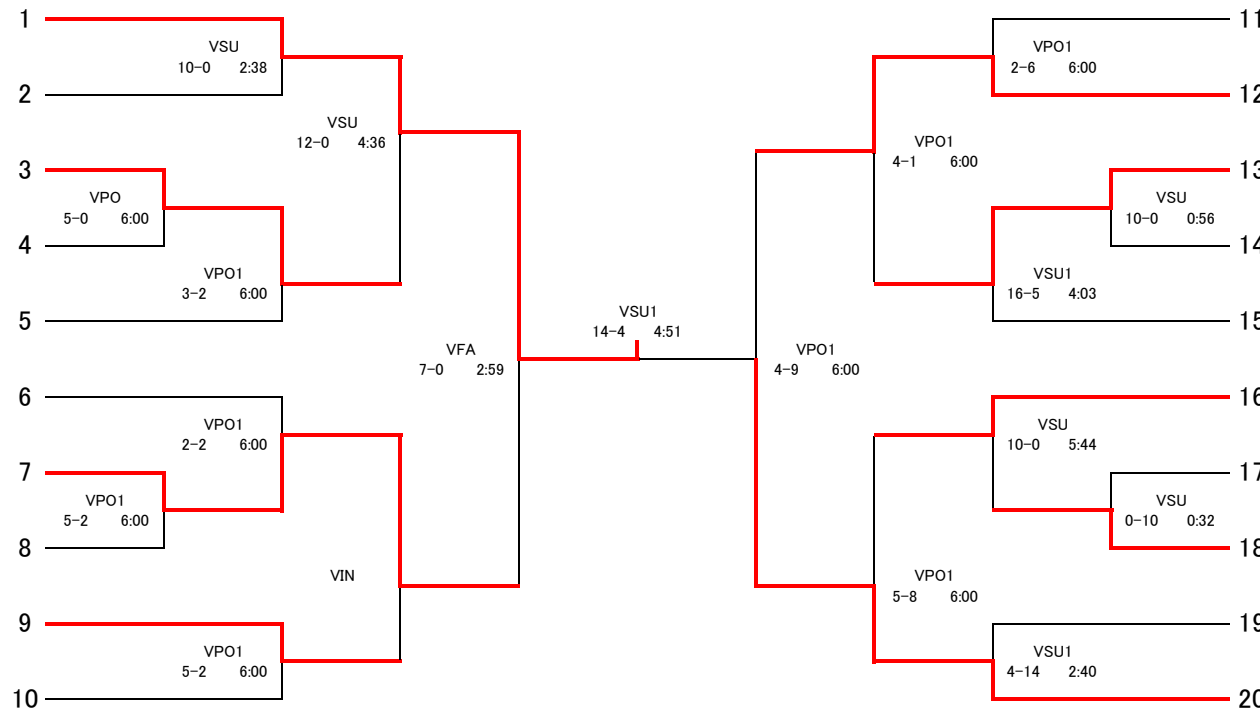 1
VSU
10-0 2:38
2
VSU
12-0 4:36
3
VPO
5-0 6:00
4
VPO1
3-2 6:00
5
VFA
7-0 2:59
6
VPO1
2-2 6:00
7
VPO1
5-2 6:00
8
VIN
9
VPO1
5-2 6:00
10
VSU1
14-4 4:51
11
VPO1
2-6 6:00
12
VPO1
4-1 6:00
13
VSU
10-0 0:56
14
VSU1
16-5 4:03
15
VPO1
4-9 6:00
16
VSU
10-0 5:44
17
VSU
0-10 0:32
18
VPO1
5-8 6:00
19
VSU1
4-14 2:40
20